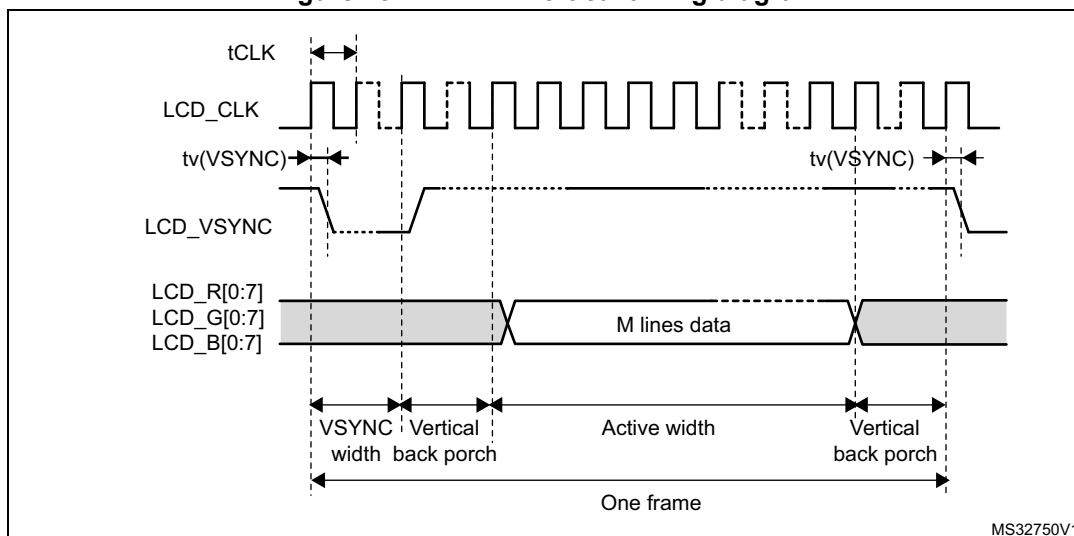 tCLK
LCD_CLK
tv(VSYNC)
tv(VSYNC)
LCD_VSYNC
LCD_R[0:7]
LCD_G[0:7]
LCD_B[0:7]
M lines data
VSYNC
width
Vertical
back porch
Active width
Vertical
back porch
One frame
MS32750V1